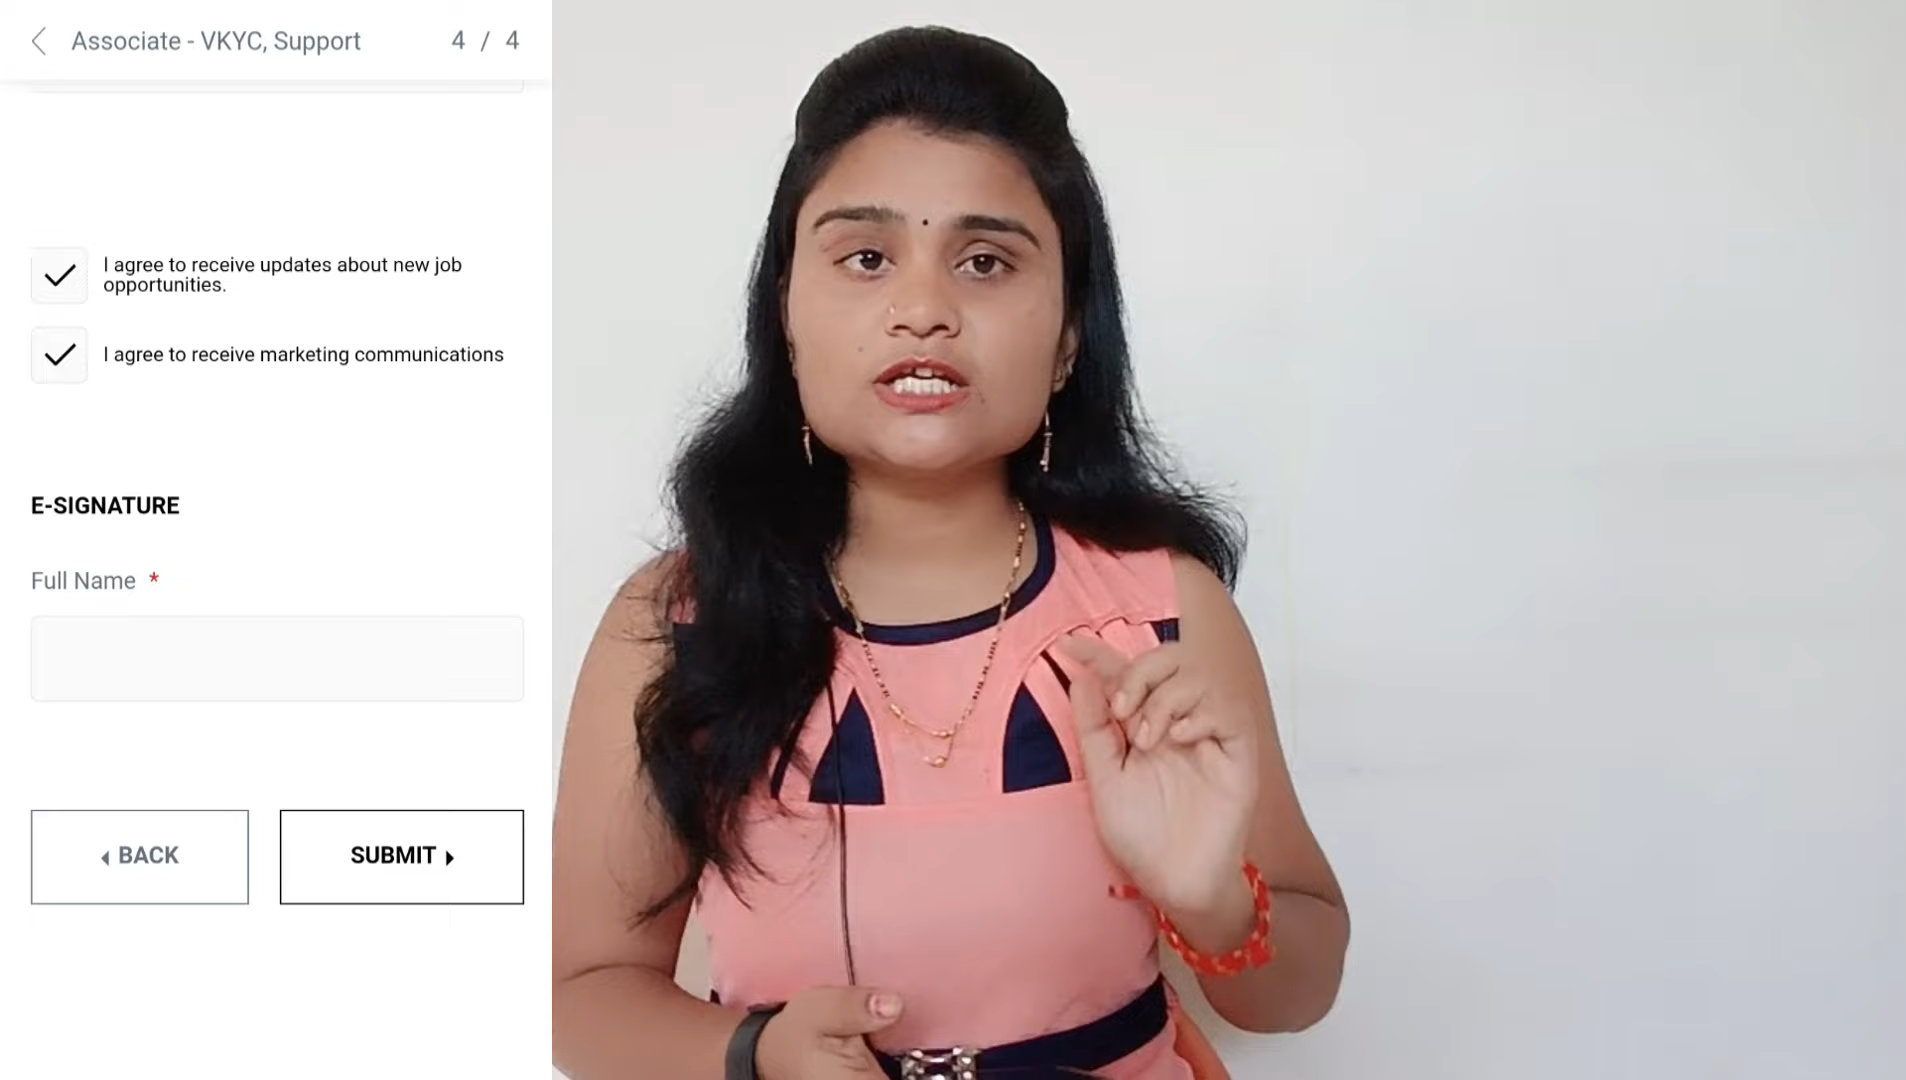 Associate - VKYC, Support 4 / 4
I agree to receive updates about new job
opportunities.
I agree to receive marketing communications
E-SIGNATURE
Full Name *
BACK
SUBMIT